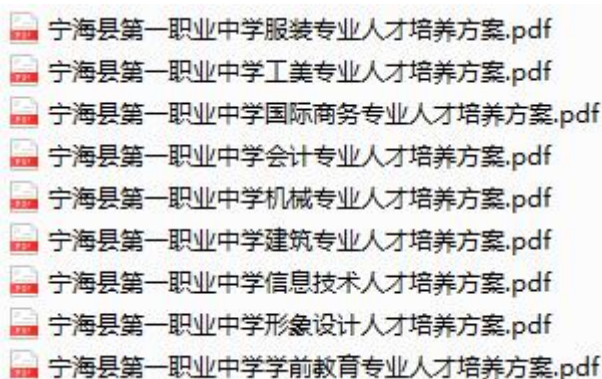 宁海县第一职业中学服装专业人才培养方案.pdf
宁海县第一职业中学工美专业人才培养方案.pdf
宁海县第一职业中学国际商务专业人才培养方案.pdf
宁海县第一职业中学会计专业人才培养方案.pdf
宁海县第一职业中学机械专业人才培养方案.pdf
宁海县第一职业中学建筑专业人才培养方案.pdf
宁海县第一职业中学信息技术人才培养方案.pdf
宁海县第一职业中学形象设计人才培养方案.pdf
宁海县第一职业中学学前教育专业人才培养方案.pdf